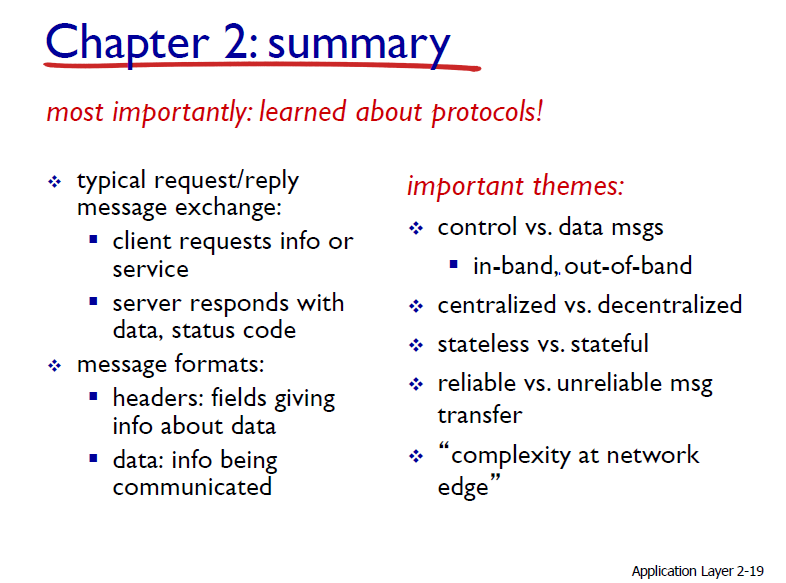 Chapter 2: summary
most importantly: learned about protocols!
typical request/reply
message exchange:
client requests info or
service
server responds with
data, status code
message formats:
headers: fields giving
info about data
data: info being
communicated
important themes:
control vs. data msgs
in-band, out-of-band
centralized vs. decentralized
stateless vs. stateful
reliable vs. unreliable msg
transfer
“complexity at network
edge”
Application Layer 2-19